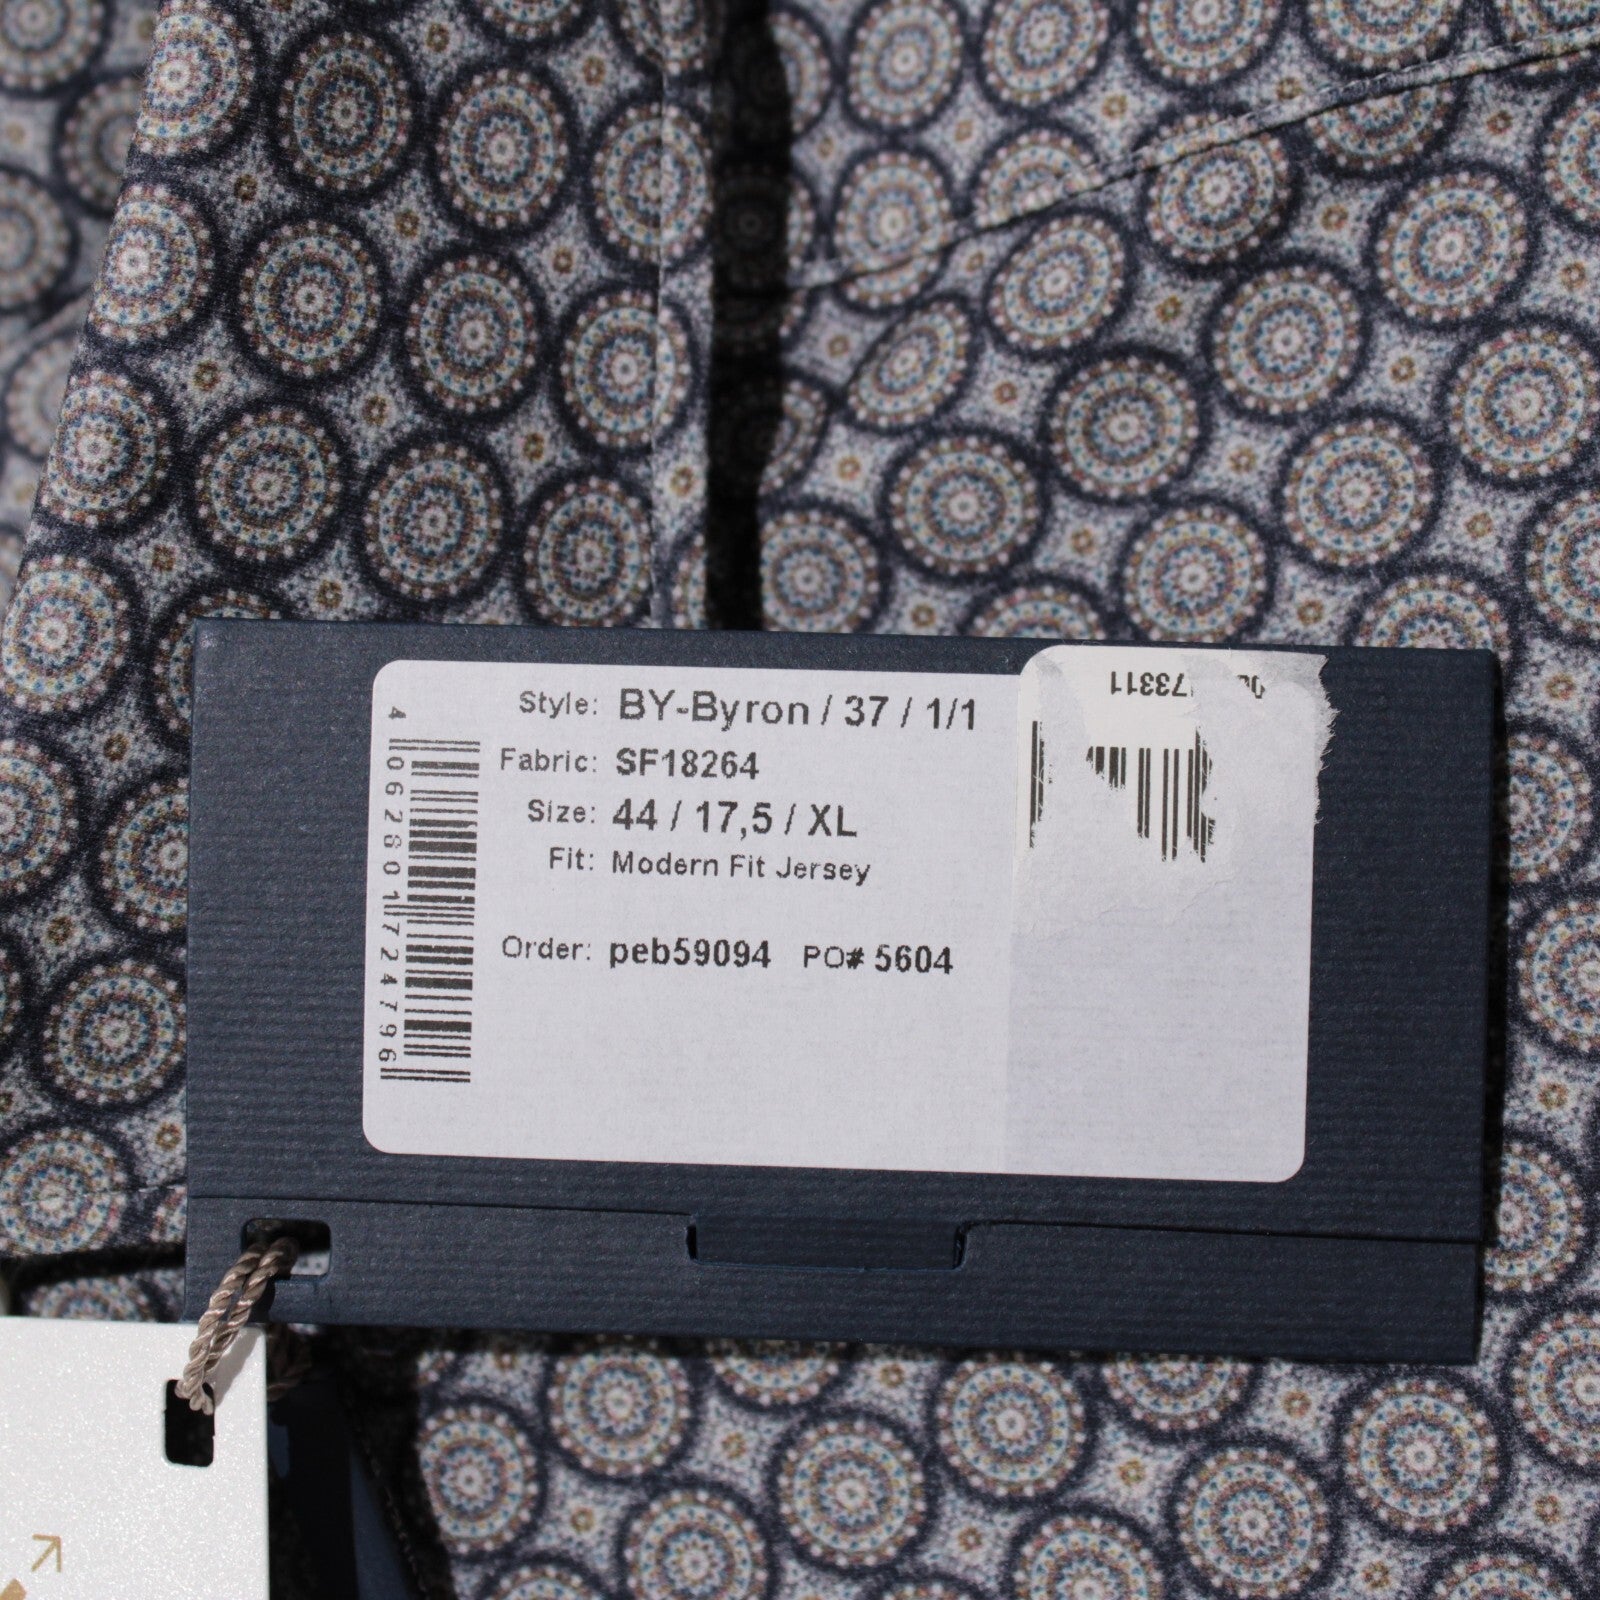 Style: BY-Byron / 37 / 1/1
Fabric: SF18264
Size: 44 / 17,5 / XL
Fit: Modern Fit Jersey
Order: peb59094 PO# 5604
4 062801 724796
73311